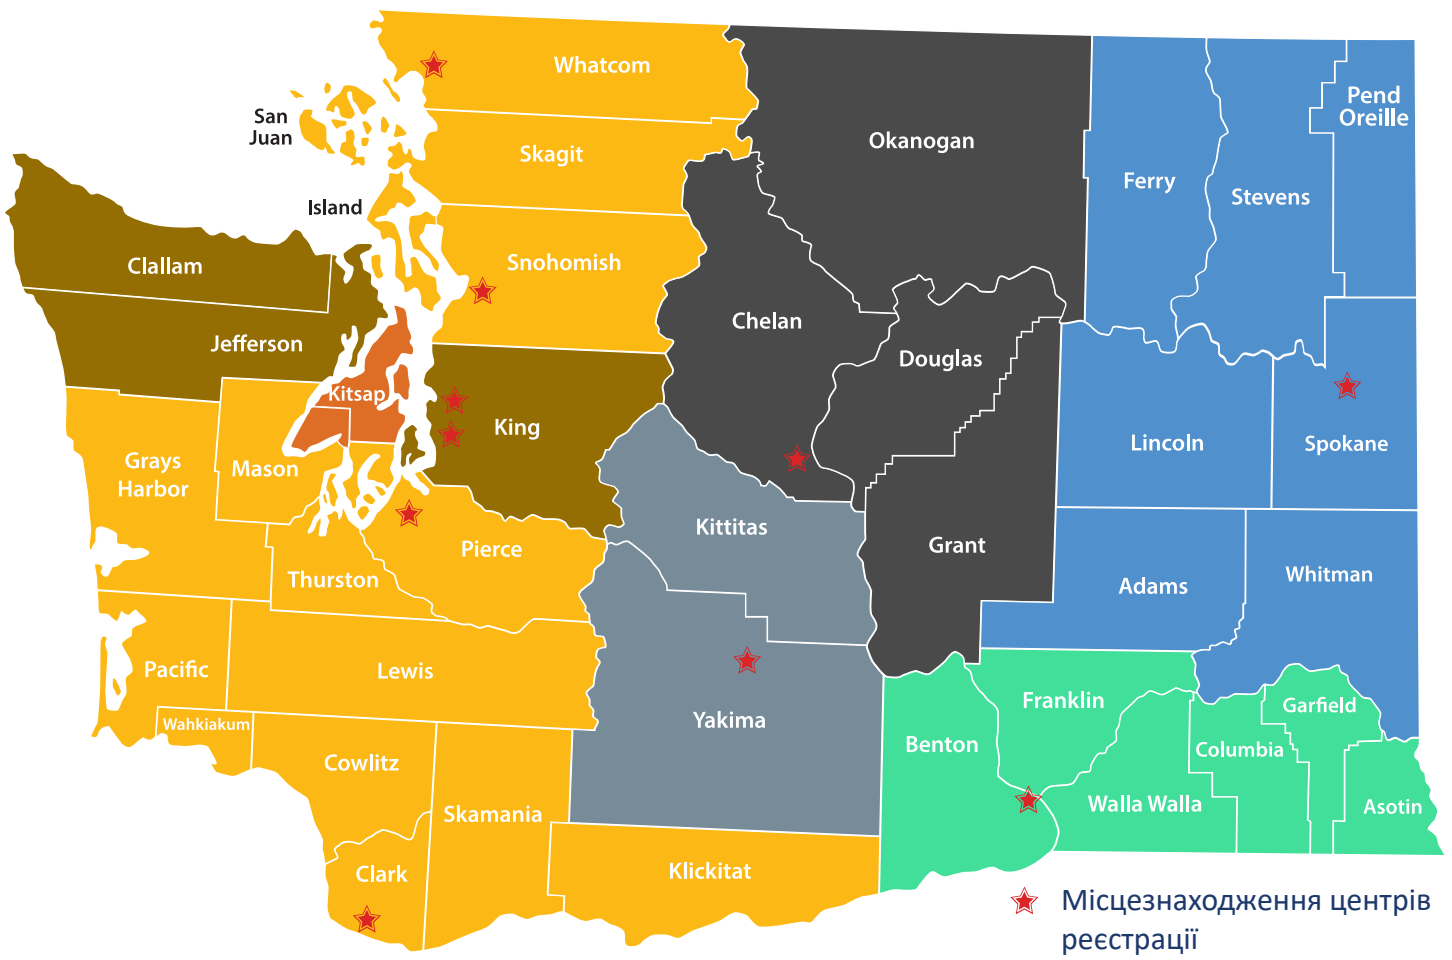 Whatcom
Pend
Oreille
San
Juan
Okanogan
Skagit
Ferry
Stevens
Island
Snohomish
Clallam
Chelan
Jefferson
Douglas
Kitsap
King
Lincoln
Spokane
Grays
Harbor
Mason
Kittitas
Grant
Pierce
Whitman
Thurston
Adams
Pacific
Lewis
Franklin
Garfield
Wahkiakum
Yakima
Benton
Columbia
Cowlitz
Walla Walla
Asotin
Skamania
Clark
Klickitat
Місцезнаходження центрів
реєстрації